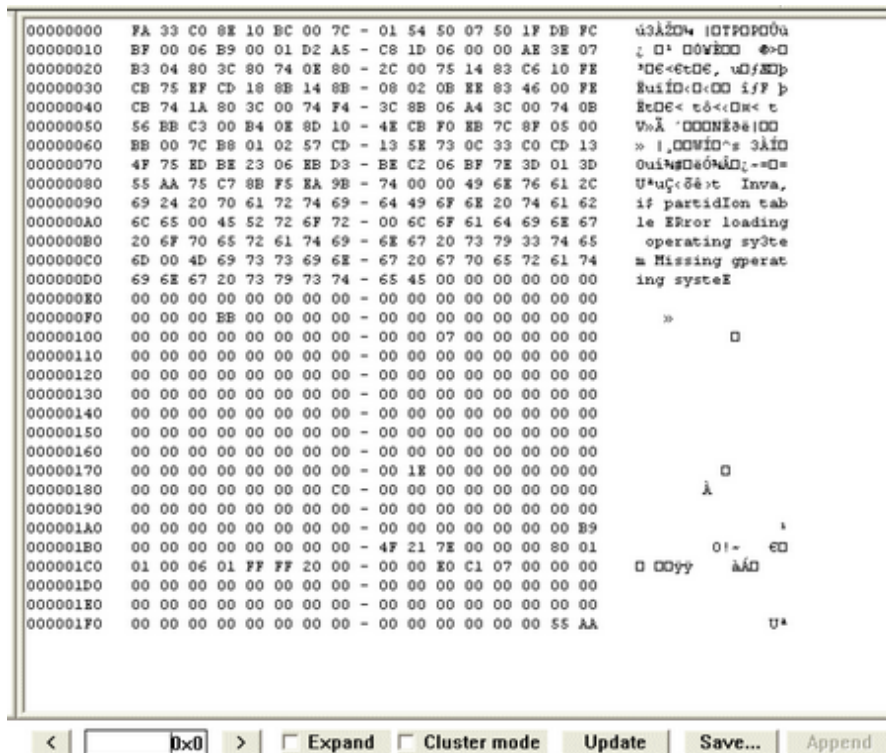 00000000 FA 33 C0 8E 10 BC 00 7C - 01 54 50 07 50 1F DB FC ú3ÀŽ□¼ |□TP□P□Ûü
00000010 BF 00 06 B9 00 01 D2 A5 - C8 1D 06 00 00 AE 3E 07
00000020 B3 04 80 3C 80 74 0E 80 - 2C 00 75 14 83 C6 10 FE
00000030 CB 75 EF CD 18 8B 14 8B - 08 02 0B EE 83 46 00 FE
00000040 CB 74 1A 80 3C 00 74 F4 - 3C 8B 06 A4 3C 00 74 0B
00000050 56 BB C3 00 B4 0E 8D 10 - 4E CB F0 EB 7C 8F 05 00
00000060 BB 00 7C B8 01 02 57 CD - 13 5E 73 0C 33 C0 CD 13
00000070 4F 75 ED BE 23 06 EB D3 - BE C2 06 BF 7E 3D 01 3D
00000080 55 AA 75 C7 8B F5 EA 9B - 74 00 00 49 6E 76 61 2C UªuÇ‹õê›t Inva,
00000090 69 24 20 70 61 72 74 69 - 64 49 6F 6E 20 74 61 62 i$ partidIon tab
000000A0 6C 65 00 45 52 72 6F 72 - 00 6C 6F 61 64 69 6E 67 le ERror loading
000000B0 20 6F 70 65 72 61 74 69 - 6E 67 20 73 79 33 74 65 operating sy3te
000000C0 6D 00 4D 69 73 73 69 6E - 67 20 67 70 65 72 61 74 m Missing gperat
000000D0 69 6E 67 20 73 79 73 74 - 65 45 00 00 00 00 00 00 ing systeE
000000E0 00 00 00 00 00 00 00 00 - 00 00 00 00 00 00 00 00
000000F0 00 00 00 BB 00 00 00 00 - 00 00 00 00 00 00 00 00 »
00000100 00 00 00 00 00 00 00 00 - 00 00 07 00 00 00 00 00 □
00000110 00 00 00 00 00 00 00 00 - 00 00 00 00 00 00 00 00
00000120 00 00 00 00 00 00 00 00 - 00 00 00 00 00 00 00 00
00000130 00 00 00 00 00 00 00 00 - 00 00 00 00 00 00 00 00
00000140 00 00 00 00 00 00 00 00 - 00 00 00 00 00 00 00 00
00000150 00 00 00 00 00 00 00 00 - 00 00 00 00 00 00 00 00
00000160 00 00 00 00 00 00 00 00 - 00 00 00 00 00 00 00 00
00000170 00 00 00 00 00 00 00 00 - 00 1E 00 00 00 00 00 00 □
00000180 00 00 00 00 00 00 00 C0 - 00 00 00 00 00 00 00 00 À
00000190 00 00 00 00 00 00 00 00 - 00 00 00 00 00 00 00 00
000001A0 00 00 00 00 00 00 00 00 - 00 00 00 00 00 00 00 B9 ¹
000001B0 00 00 00 00 00 00 00 00 - 4F 21 7E 00 00 00 80 01 O!~ €□
000001C0 01 00 06 01 FF FF 20 00 - 00 00 E0 C1 07 00 00 00 □ □□ÿÿ àÁ□
000001D0 00 00 00 00 00 00 00 00 - 00 00 00 00 00 00 00 00
000001E0 00 00 00 00 00 00 00 00 - 00 00 00 00 00 00 00 00
000001F0 00 00 00 00 00 00 00 00 - 00 00 00 00 00 00 55 AA Uª
< 0x0 > Expand Cluster mode Update Save... Append